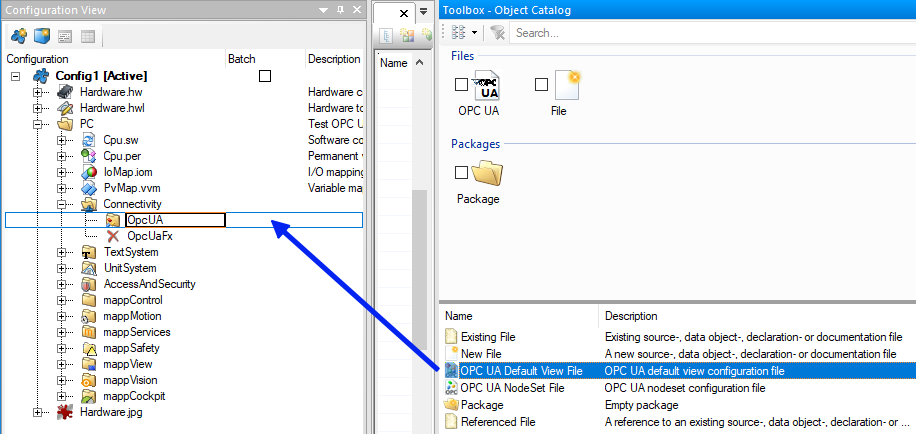 Configuration View
Configuration Batch Description
Config1 [Active]
Hardware.hw Hardware c
Hardware.hwl Hardware to
PC Test OPC U
Cpu.sw Software co
Cpu.per Permanent v
IoMap.iom I/O mapping
PvMap.vvm Variable ma
Connectivity
OpcUA
OpcUaFx
TextSystem
UnitSystem
AccessAndSecurity
mappControl
mappMotion
mappServices
mappSafety
mappView
mappVision
mappCockpit
Hardware.jpg
Name
Toolbox - Object Catalog
Search...
Files
OPC
UA
OPC UA
File
Packages
Package
Name Description
Existing File Existing source-, data object-, declaration- or documentation file
New File A new source-, data object-, declaration- or documentation file
OPC UA Default View File OPC UA default view configuration file
OPC UA NodeSet File OPC UA nodeset configuration file
Package Empty package
Referenced File A reference to an existing source-, data object-, declaration- or ...